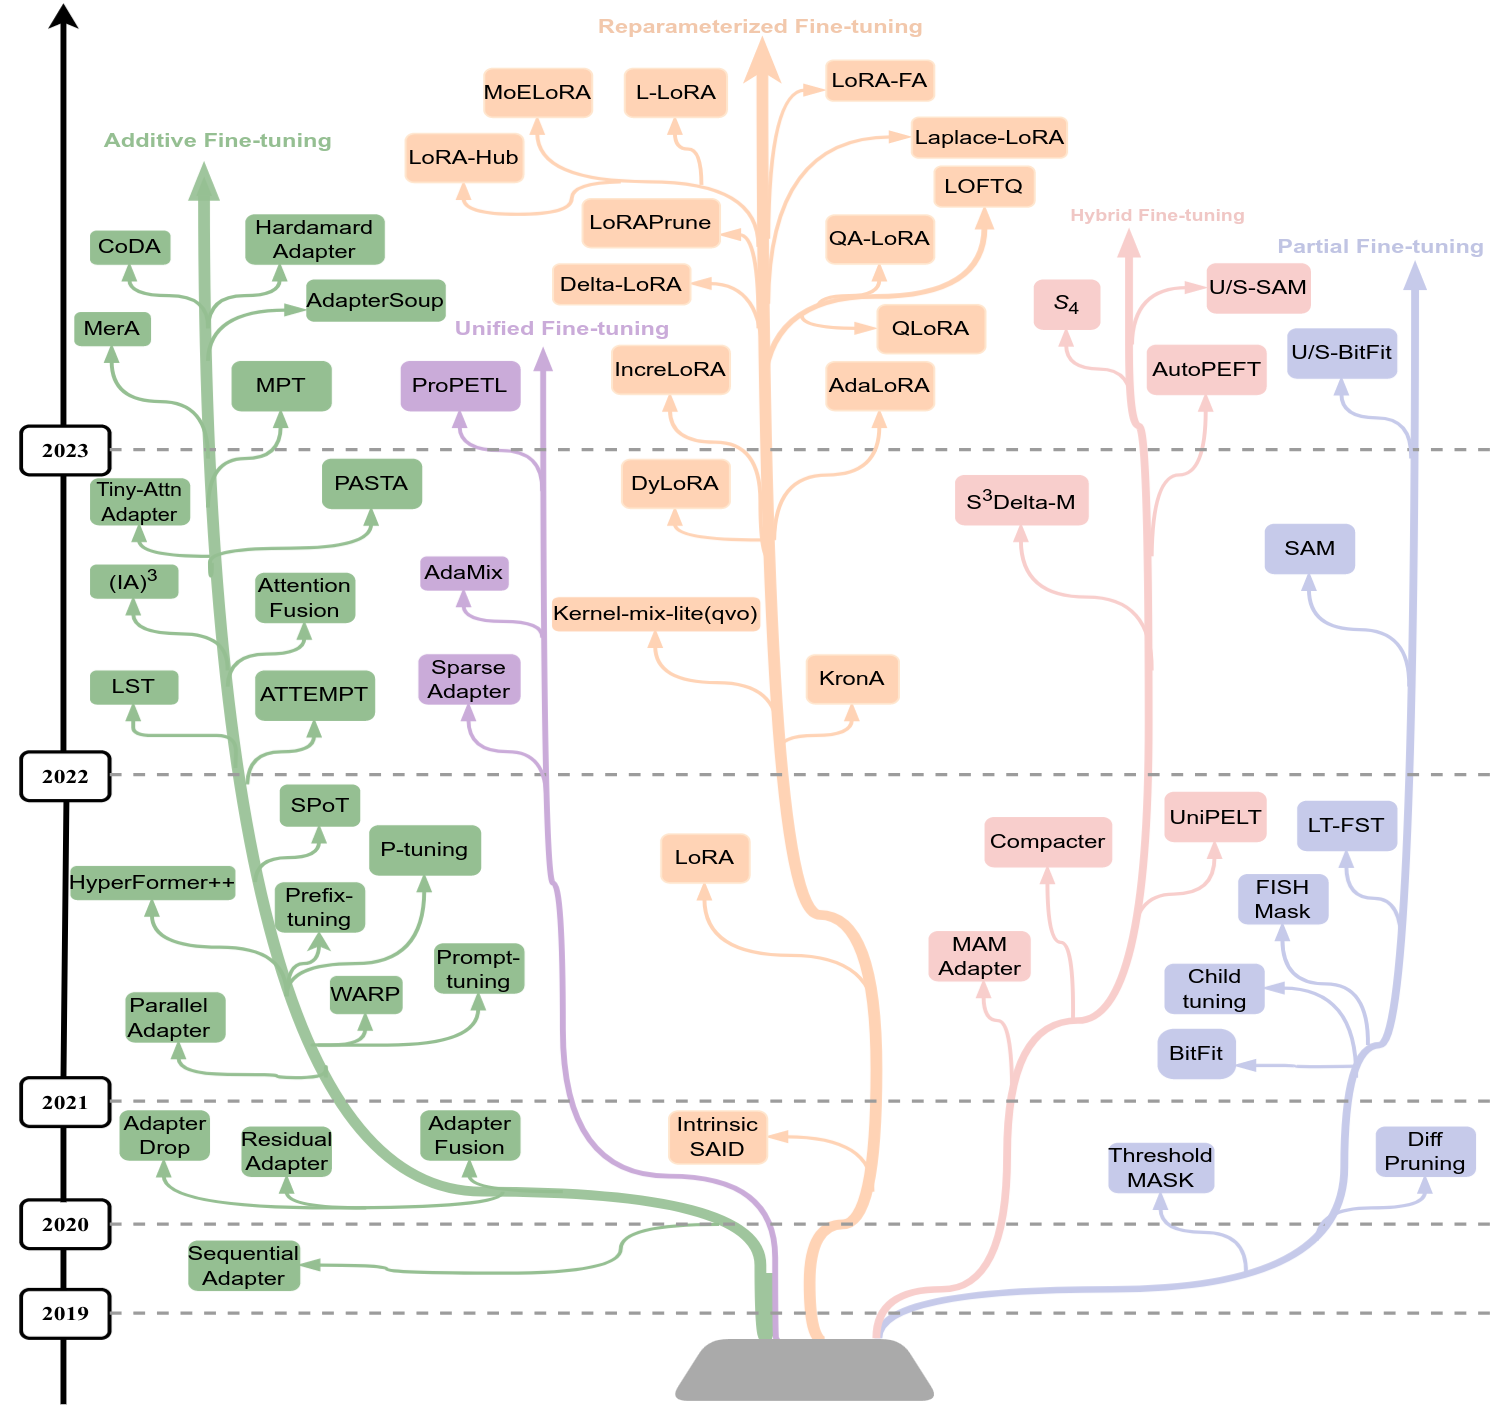 Reparameterized Fine-tuning
LoRA-FA
MoELoRA
L-LoRA
Laplace-LoRA
Additive Fine-tuning
LoRA-Hub
LOFTQ
Hybrid Fine-tuning
LoRAPrune
Hardamard
Adapter
CoDA
QA-LoRA
Partial Fine-tuning
Delta-LoRA
U/S-SAM
AdapterSoup
S4
MerA
Unified Fine-tuning
QLoRA
U/S-BitFit
IncreLoRA
AutoPEFT
MPT
ProPETL
AdaLoRA
2023
Tiny-Attn
Adapter
PASTA
DyLoRA
S3Delta-M
SAM
(IA)3
AdaMix
Attention
Fusion
Kernel-mix-lite(qvo)
LST
ATTEMPT
Sparse
Adapter
KronA
2022
SPoT
UniPELT
LT-FST
P-tuning
Compacter
LoRA
HyperFormer++
Prefix-
tuning
FISH
Mask
MAM
Adapter
Prompt-
tuning
WARP
Child
tuning
Parallel
Adapter
BitFit
2021
Adapter
Drop
Residual
Adapter
Adapter
Fusion
Intrinsic
SAID
Threshold
MASK
Diff
Pruning
2020
Sequential
Adapter
2019